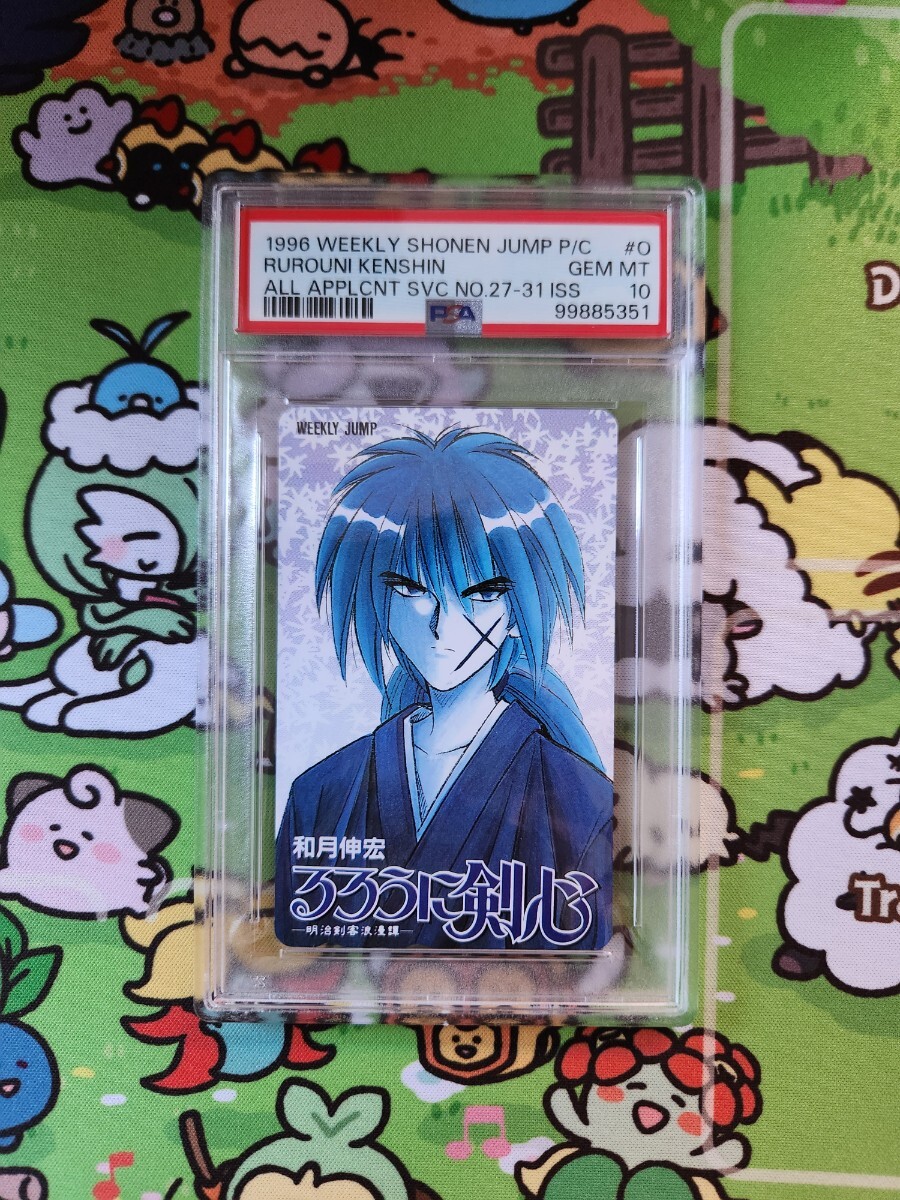 1996 WEEKLY SHONEN JUMP P/C #O
RUROUNI KENSHIN GEM MT
ALL APPLCNT SVC NO.27-31 ISS 10
PSA 99885351
WEEKLY JUMP
和月伸宏
るろうに剣心
―明治剣客浪漫譚―
D
Tr